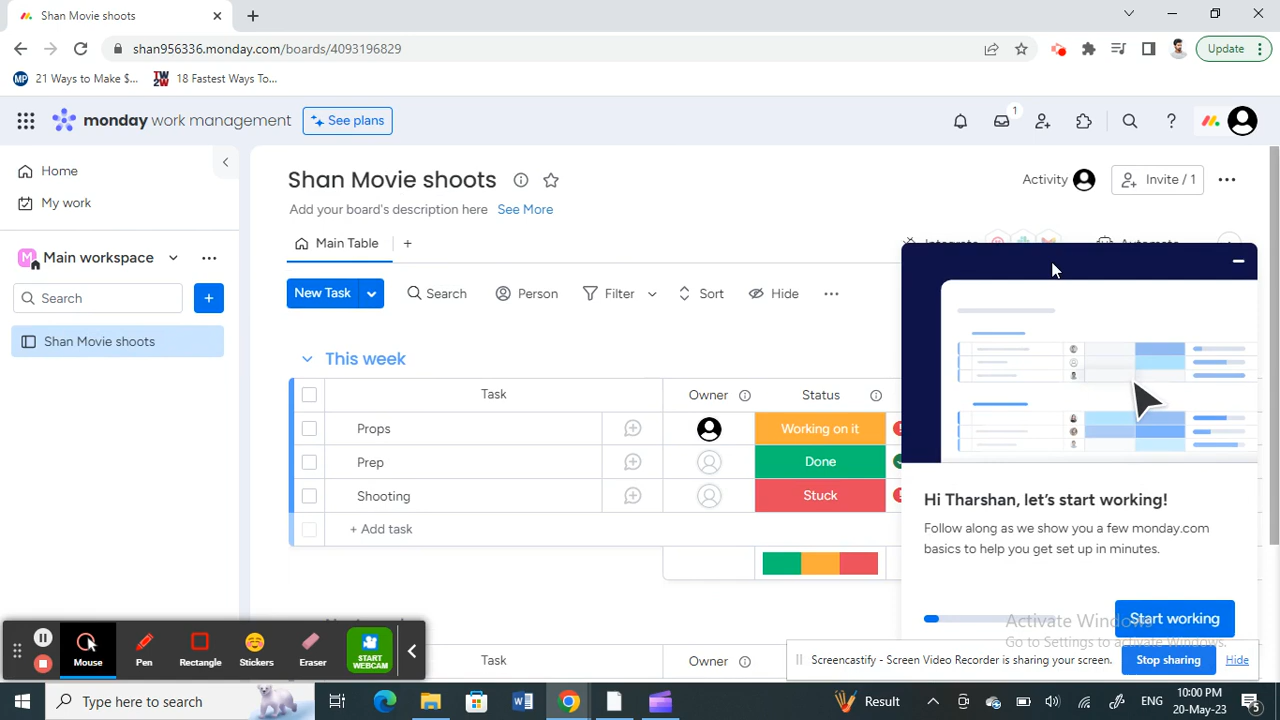 Shan Movie shoots
shan956336.monday.com/boards/4093196829
Update
MP 21 Ways to Make $...
TW 2W 18 Fastest Ways To...
monday work management
See plans
1
Home
My work
M Main workspace
Search
Shan Movie shoots
Shan Movie shoots
Activity
Invite / 1
Add your board's description here See More
Main Table
Integrate
Automate
New Task
Search
Person
Filter
Sort
Hide
This week
Task
Owner
Status
Props
Working on it
Prep
Done
Shooting
Stuck
+ Add task
Hi Tharshan, let's start working!
Follow along as we show you a few monday.com
basics to help you get set up in minutes.
Start working
Activate Windows
Go to Settings to activate Windows.
Task
Owner
Mouse
Pen
Rectangle
Stickers
Eraser
START
WEBCAM
Screencastify - Screen Video Recorder is sharing your screen.
Stop sharing
Hide
Type here to search
Result
ENG
10:00 PM
20-May-23
5